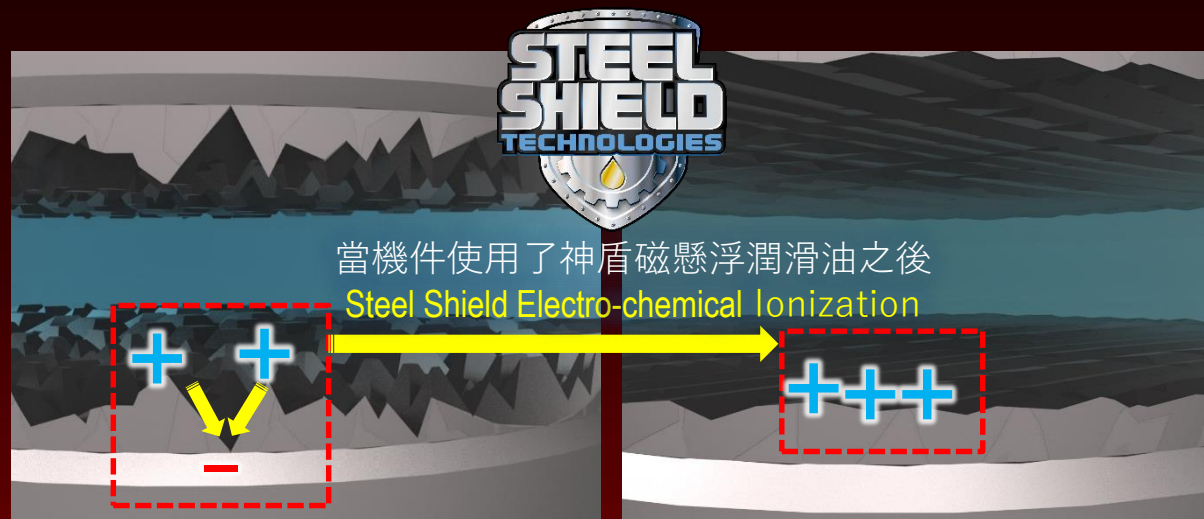 STEEL
SHIELD
TECHNOLOGIES
當機件使用了神盾磁懸浮潤滑油之後
Steel Shield Electro-chemical Ionization
+ +
−
+++